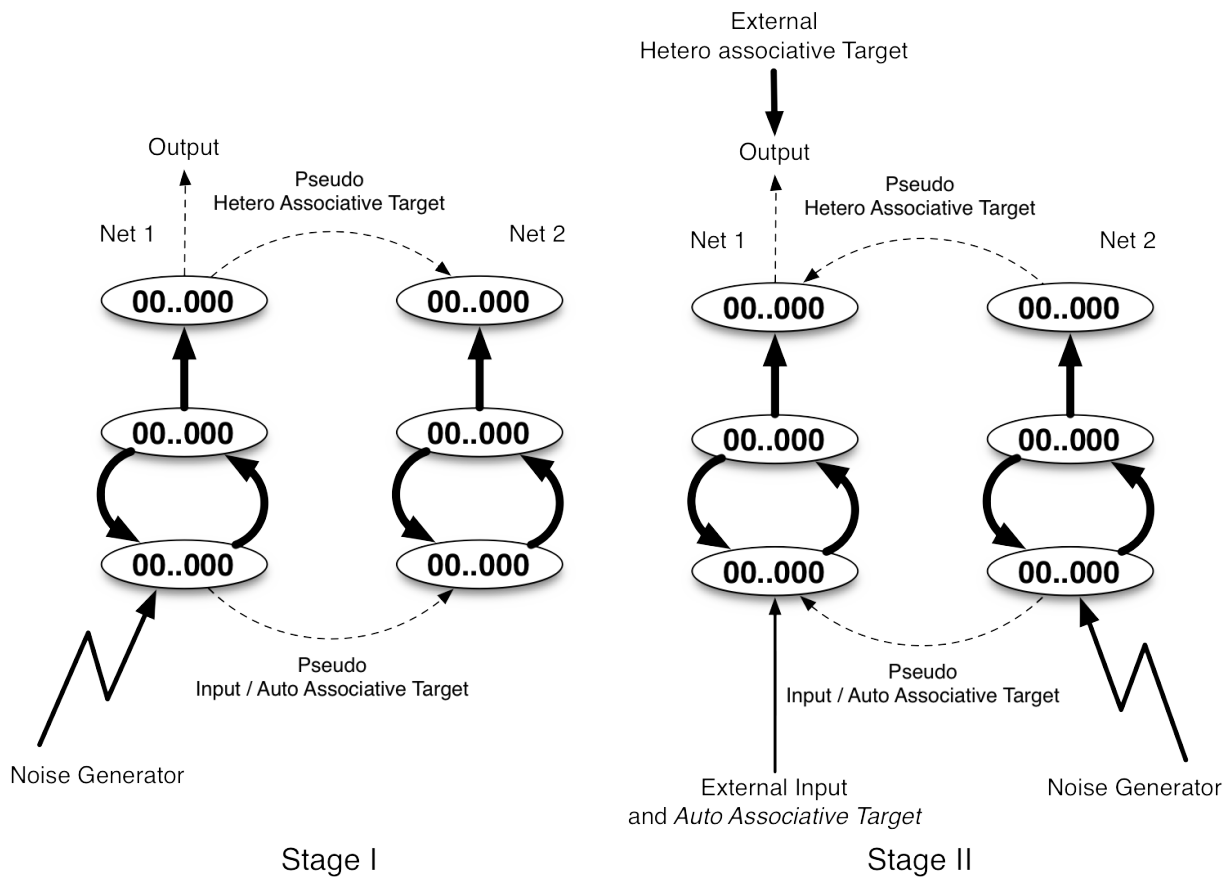 Output
Pseudo
Hetero Associative Target
Net 1
Net 2
00..000
00..000
00..000
00..000
00..000
00..000
Pseudo
Input / Auto Associative Target
Noise Generator
Stage I
External
Hetero associative Target
Output
Pseudo
Hetero Associative Target
Net 1
Net 2
00..000
00..000
00..000
00..000
00..000
00..000
Pseudo
Input / Auto Associative Target
External Input
and Auto Associative Target
Noise Generator
Stage II